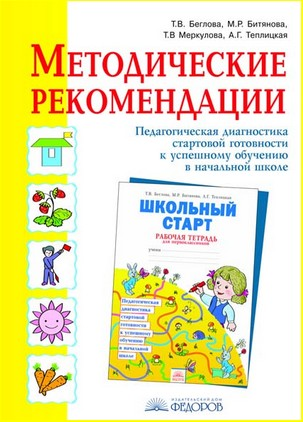 Т.В. Беглова, М.Р. Битянова,
Т.В Меркулова, А.Г. Теплицкая
МЕТОДИЧЕСКИЕ
РЕКОМЕНДАЦИИ
Педагогическая диагностика
стартовой готовности
к успешному обучению
в начальной школе
Т.В. Беглова, М.Р. Битянова, А.Г. Теплицкая
ШКОЛЬНЫЙ
СТАРТ
РАБОЧАЯ ТЕТРАДЬ
для первоклассников
Педагогическая
диагностика
стартовой
готовности
к успешному
обучению
в начальной
школе
ИЗДАТЕЛЬСКИЙ ДОМ
ФЕДОРОВ